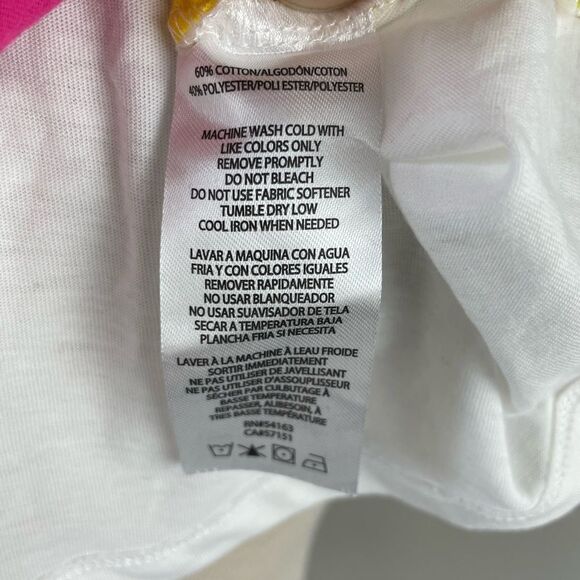 60% COTTON/ALGODÓN/COTON
40% POLYESTER/POLI ESTER/POLYESTER
MACHINE WASH COLD WITH
LIKE COLORS ONLY
REMOVE PROMPTLY
DO NOT BLEACH
DO NOT USE FABRIC SOFTENER
TUMBLE DRY LOW
COOL IRON WHEN NEEDED
LAVAR A MAQUINA CON AGUA
FRIA Y CON COLORES IGUALES
REMOVER RAPIDAMENTE
NO USAR BLANQUEADOR
NO USAR SUAVISADOR DE TELA
SECAR A TEMPERATURA BAJA
PLANCHA FRIA SI NECESITA
LAVER À LA MACHINE À LEAU FROIDE
SORTIR IMMEDIATEMENT
NE PAS UTILISER DE JAVELLISANT
NE PAS UTILISER D'ASSOUPLISSEUR
SÉCHER PAR CULBUTAGE À
BASSE TEMPÉRATURE
REPASSER, ALIBESOIN, À
TRES BASSE TEMPÉRATURE
RN#54163
CA#57151